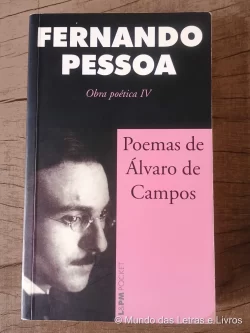 FERNANDO
PESSOA
Obra poética IV
Poemas de
Álvaro de
Campos
L&PM POCKET
© Mundo das Letras e Livros